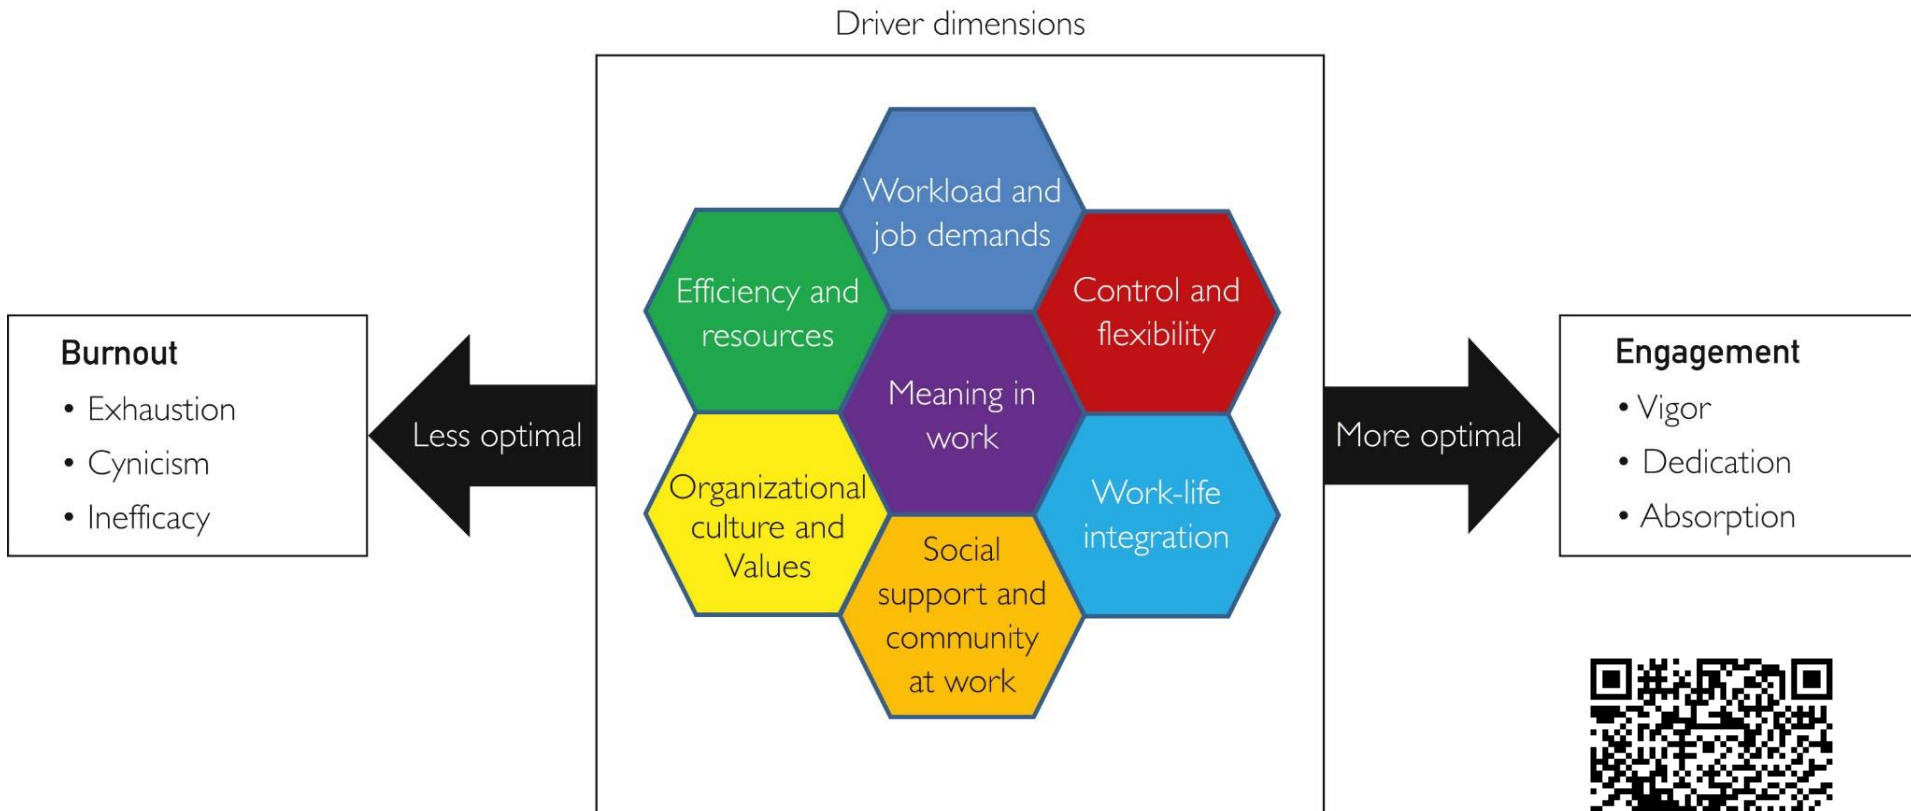 Driver dimensions
Workload and
job demands
Efficiency and
resources
Control and
flexibility
Meaning in
work
Organizational
culture and
Values
Work-life
integration
Social
support and
community
at work
Burnout
• Exhaustion
• Cynicism
• Inefficacy
Less optimal
More optimal
Engagement
• Vigor
• Dedication
• Absorption